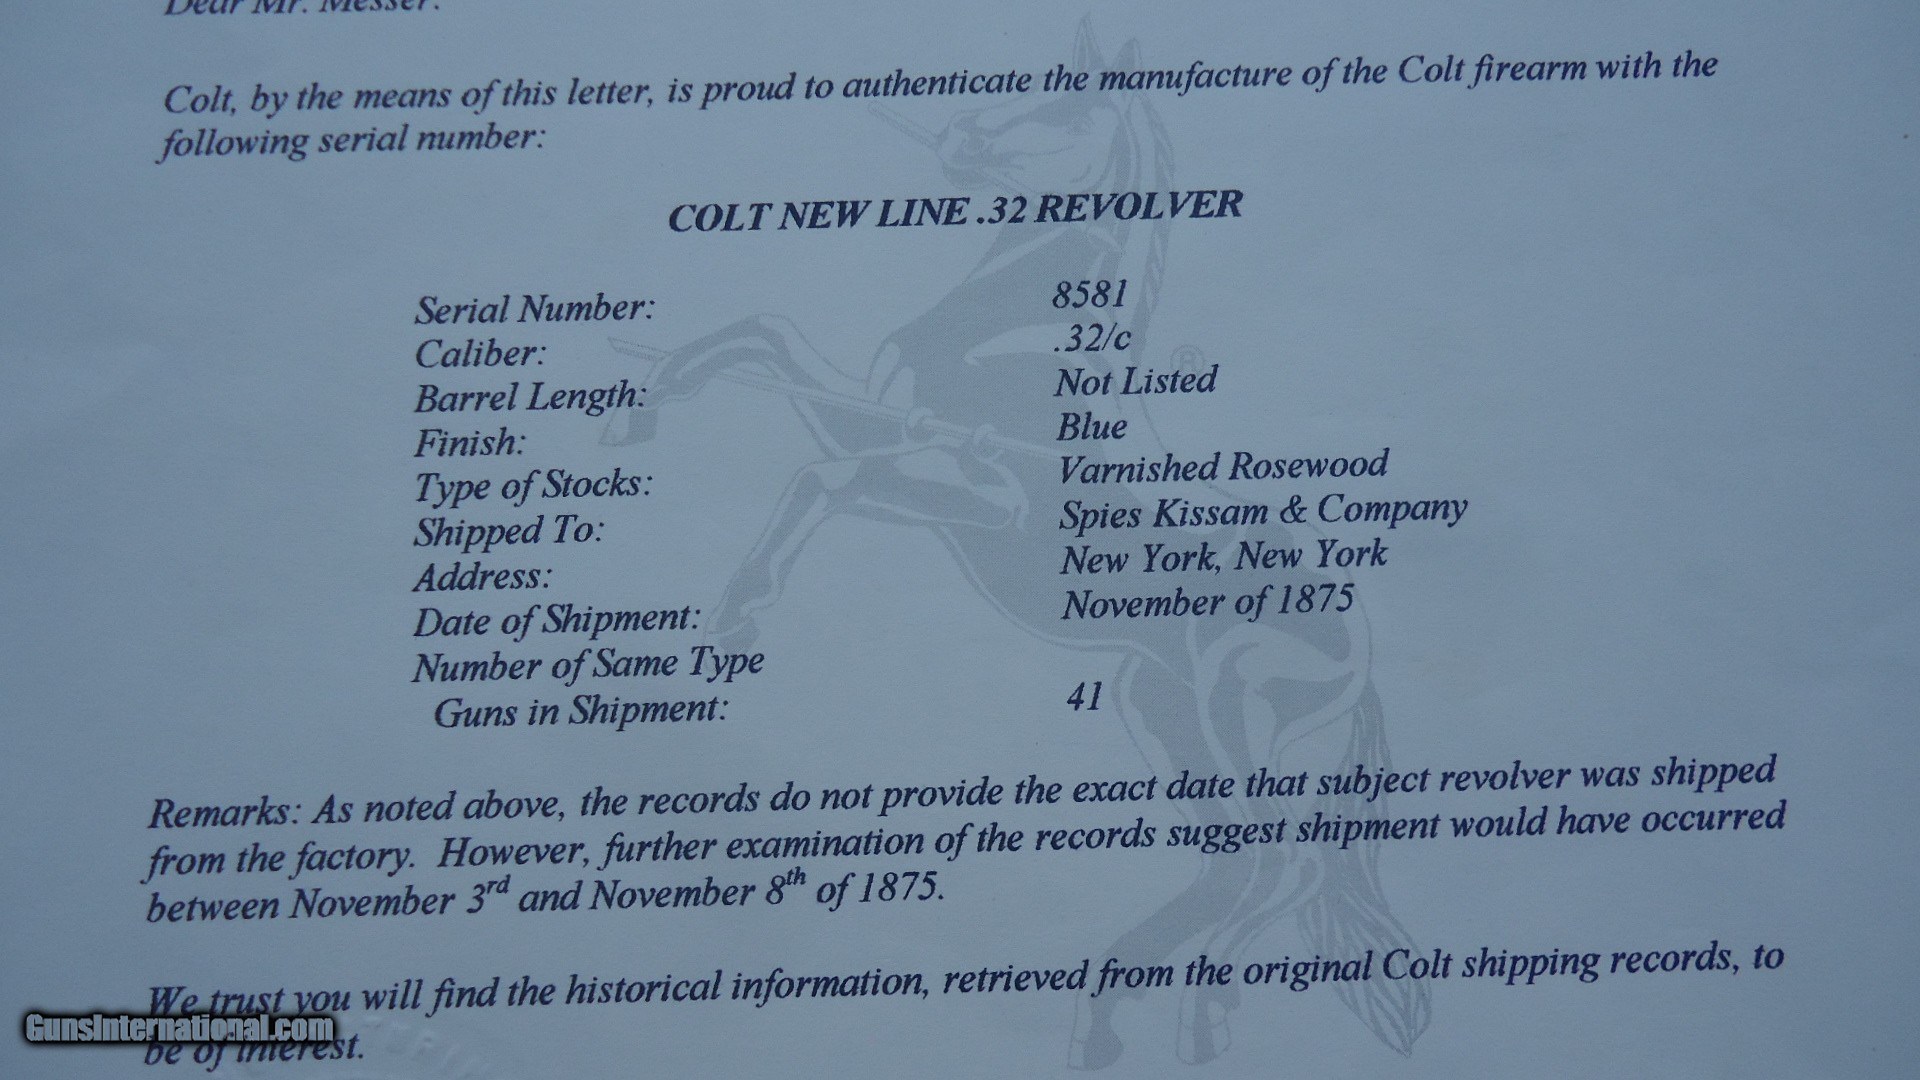 Dear Mr. Messer:
Colt, by the means of this letter, is proud to authenticate the manufacture of the Colt firearm with the
following serial number:
COLT NEW LINE .32 REVOLVER
Serial Number: 8581
Caliber: .32/c
Barrel Length: Not Listed
Finish: Blue
Type of Stocks: Varnished Rosewood
Shipped To: Spies Kissam & Company
Address: New York, New York
Date of Shipment: November of 1875
Number of Same Type
Guns in Shipment: 41
Remarks: As noted above, the records do not provide the exact date that subject revolver was shipped
from the factory. However, further examination of the records suggest shipment would have occurred
between November 3rd and November 8th of 1875.
We trust you will find the historical information, retrieved from the original Colt shipping records, to
be of interest.
GunsInternational.com
®